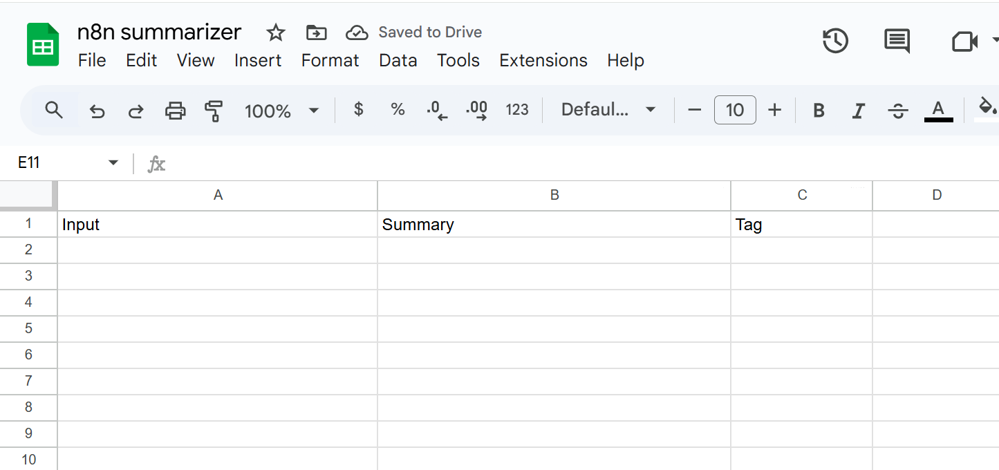 n8n summarizer Saved to Drive
File Edit View Insert Format Data Tools Extensions Help
100% $ % .0 .00 123 Defaul... 10 B I S A
E11 fx
A B C D
1 Input Summary Tag
2
3
4
5
6
7
8
9
10